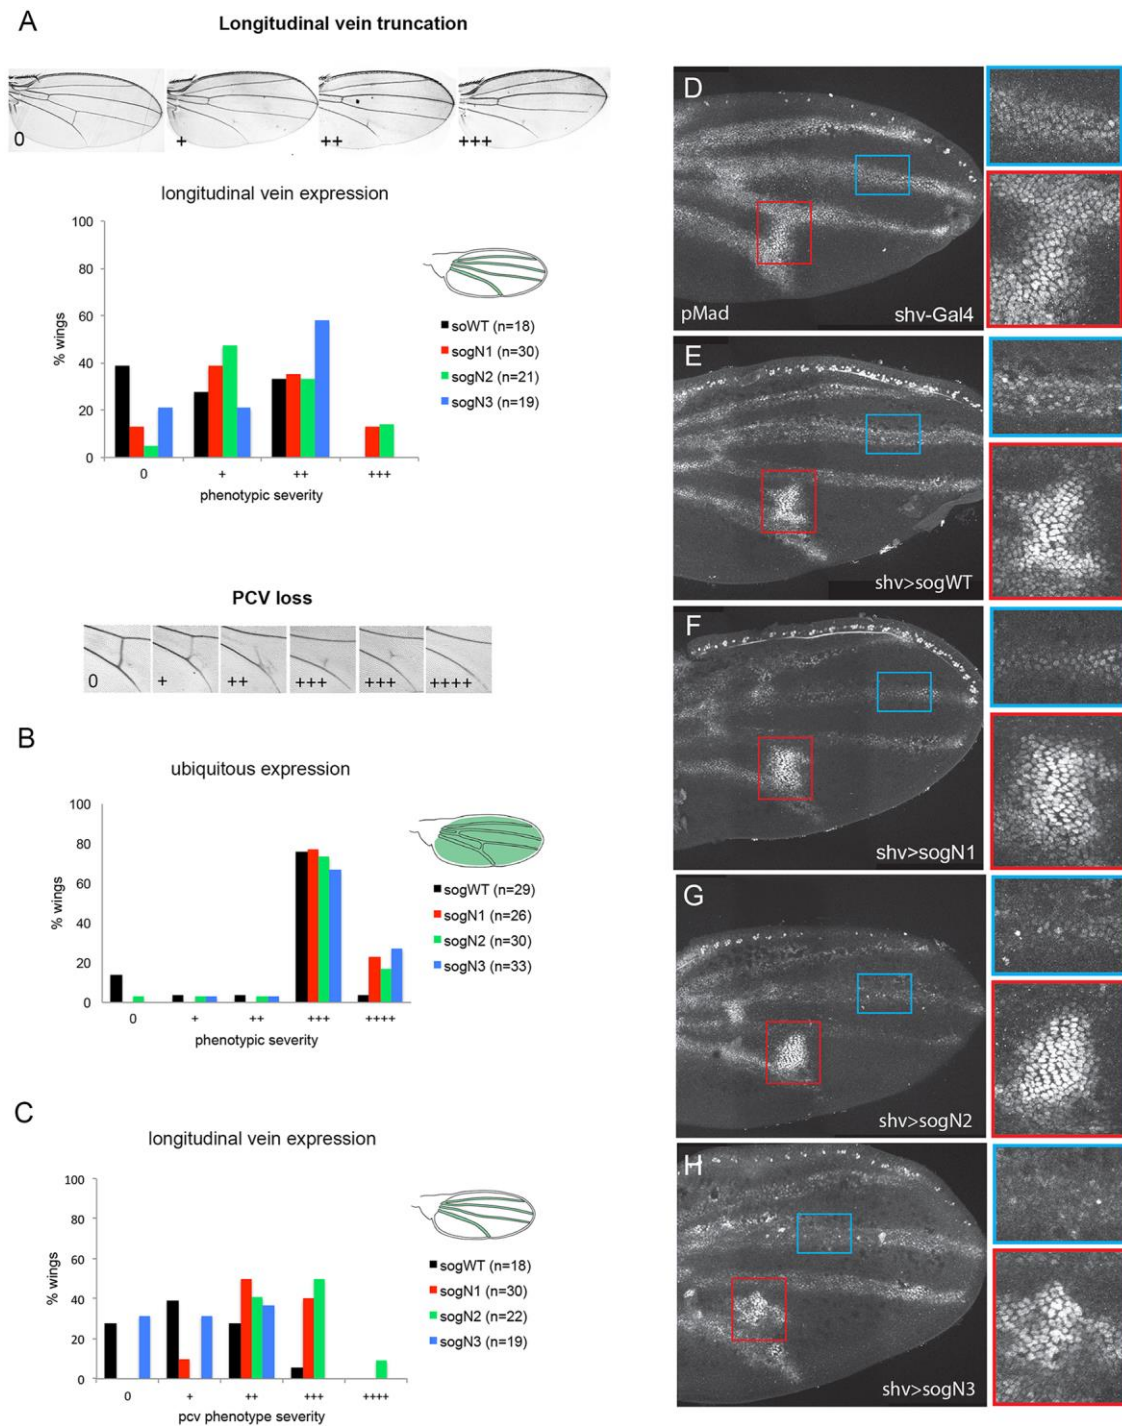 A
Longitudinal vein truncation
0
+
++
+++
longitudinal vein expression
100
80
60
40
20
0
% wings
0
+
++
+++
phenotypic severity
soWT (n=18)
sogN1 (n=30)
sogN2 (n=21)
sogN3 (n=19)
PCV loss
0
+
++
+++
+++
++++
B
ubiquitous expression
100
80
60
40
20
0
% wings
0
+
++
+++
++++
phenotypic severity
sogWT (n=29)
sogN1 (n=26)
sogN2 (n=30)
sogN3 (n=33)
C
longitudinal vein expression
100
80
60
40
20
0
% wings
0
+
++
+++
++++
pcv phenotype severity
sogWT (n=18)
sogN1 (n=30)
sogN2 (n=22)
sogN3 (n=19)
D
pMad
shv-Gal4
E
shv>sogWT
F
shv>sogN1
G
shv>sogN2
H
shv>sogN3